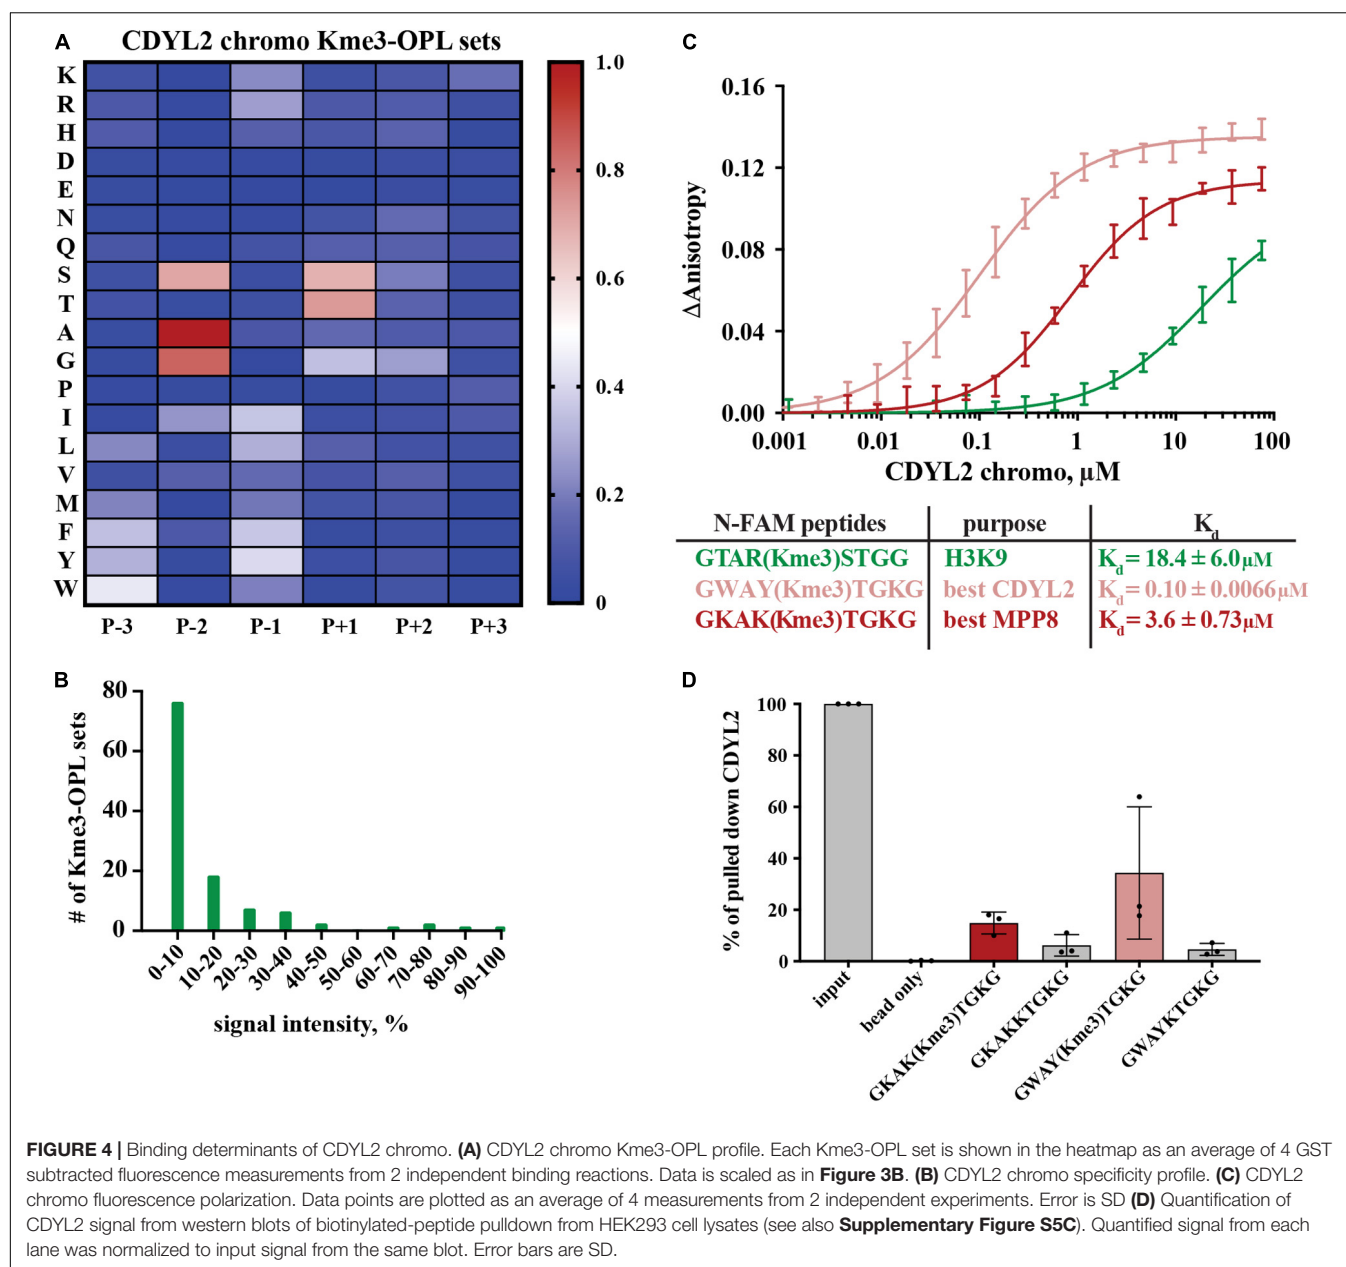 A
CDYL2 chromo Kme3-OPL sets
K
R
H
D
E
N
Q
S
T
A
G
P
I
L
V
M
F
Y
W
P-3 P-2 P-1 P+1 P+2 P+3
1.0
0.8
0.6
0.4
0.2
0
B
80
60
40
20
0
# of Kme3-OPL sets
0-10 10-20 20-30 30-40 40-50 50-60 60-70 70-80 80-90 90-100
signal intensity, %
C
0.16
0.12
0.08
0.04
0.00
ΔAnisotropy
0.001 0.01 0.1 1 10 100
CDYL2 chromo, µM
N-FAM peptides purpose Kd
GTAR(Kme3)STGG H3K9 Kd = 18.4 ± 6.0µM
GWAY(Kme3)TGKG best CDYL2 Kd = 0.10 ± 0.0066µM
GKAK(Kme3)TGKG best MPP8 Kd = 3.6 ± 0.73µM
D
100
80
60
40
20
0
% of pulled down CDYL2
input
bead only
GKAK(Kme3)TGKG
GKAKKTGKG
GWAY(Kme3)TGKG
GWAYKTGKG
FIGURE 4 | Binding determinants of CDYL2 chromo. (A) CDYL2 chromo Kme3-OPL profile. Each Kme3-OPL set is shown in the heatmap as an average of 4 GST
subtracted fluorescence measurements from 2 independent binding reactions. Data is scaled as in Figure 3B. (B) CDYL2 chromo specificity profile. (C) CDYL2
chromo fluorescence polarization. Data points are plotted as an average of 4 measurements from 2 independent experiments. Error is SD (D) Quantification of
CDYL2 signal from western blots of biotinylated-peptide pulldown from HEK293 cell lysates (see also Supplementary Figure S5C). Quantified signal from each
lane was normalized to input signal from the same blot. Error bars are SD.